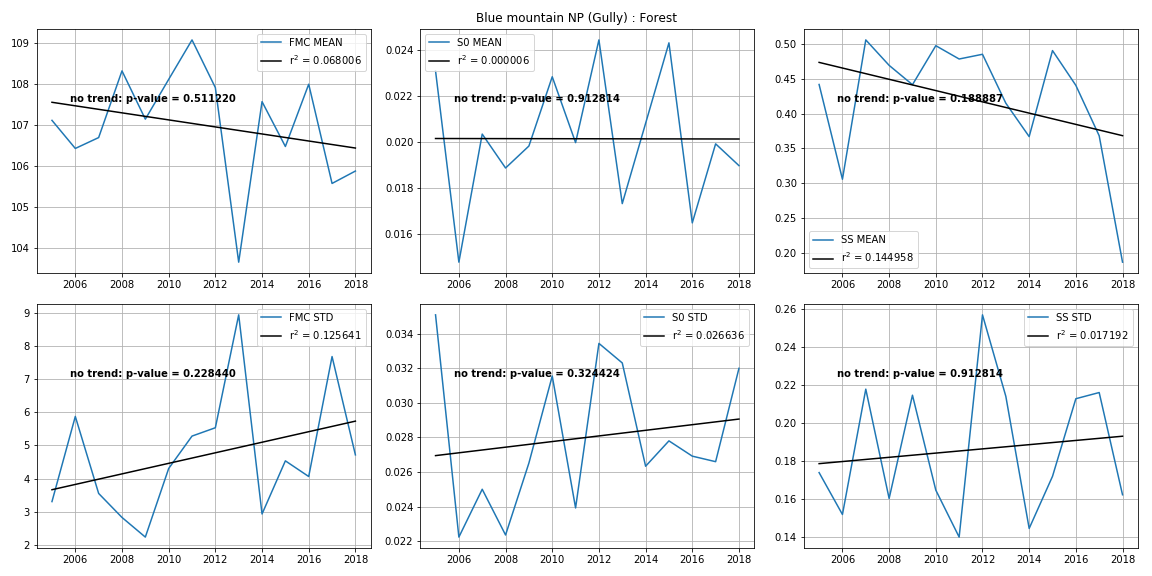 Blue mountain NP (Gully) : Forest
109
108
107
106
105
104
2006 2008 2010 2012 2014 2016 2018
FMC MEAN
r² = 0.068006
no trend: p-value = 0.511220
0.024
0.022
0.020
0.018
0.016
2006 2008 2010 2012 2014 2016 2018
S0 MEAN
r² = 0.000006
no trend: p-value = 0.912814
0.50
0.45
0.40
0.35
0.30
0.25
0.20
2006 2008 2010 2012 2014 2016 2018
no trend: p-value = 0.188887
SS MEAN
r² = 0.144958
9
8
7
6
5
4
3
2
2006 2008 2010 2012 2014 2016 2018
FMC STD
r² = 0.125641
no trend: p-value = 0.228440
0.034
0.032
0.030
0.028
0.026
0.024
0.022
2006 2008 2010 2012 2014 2016 2018
S0 STD
r² = 0.026636
no trend: p-value = 0.324424
0.26
0.24
0.22
0.20
0.18
0.16
0.14
2006 2008 2010 2012 2014 2016 2018
SS STD
r² = 0.017192
no trend: p-value = 0.912814